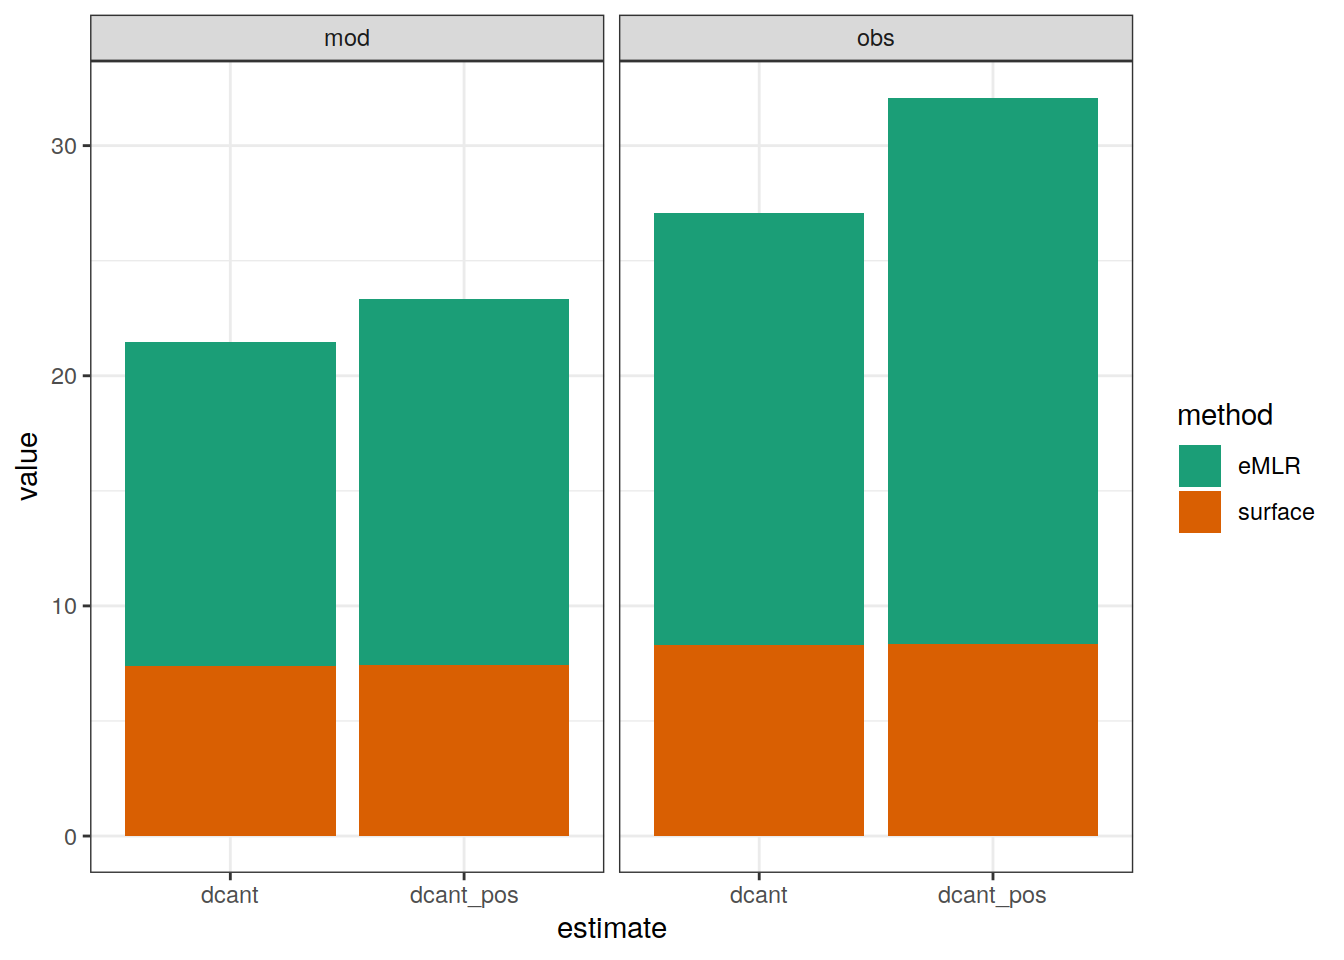 mod
obs
30
20
10
0
value
dcant
dcant_pos
dcant
dcant_pos
estimate
method
eMLR
surface